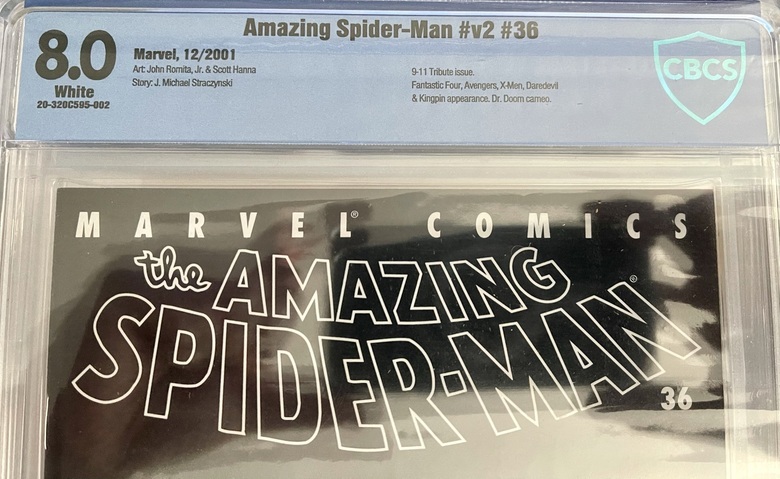 Amazing Spider-Man #v2 #36
8.0
White
20-320C595-002
Marvel, 12/2001
Art: John Romita, Jr. & Scott Hanna
Story: J. Michael Straczynski
9-11 Tribute issue.
Fantastic Four, Avengers, X-Men, Daredevil
& Kingpin appearance. Dr. Doom cameo.
CBCS
MARVEL® COMICS
the AMAZING
SPIDER-MAN®
36